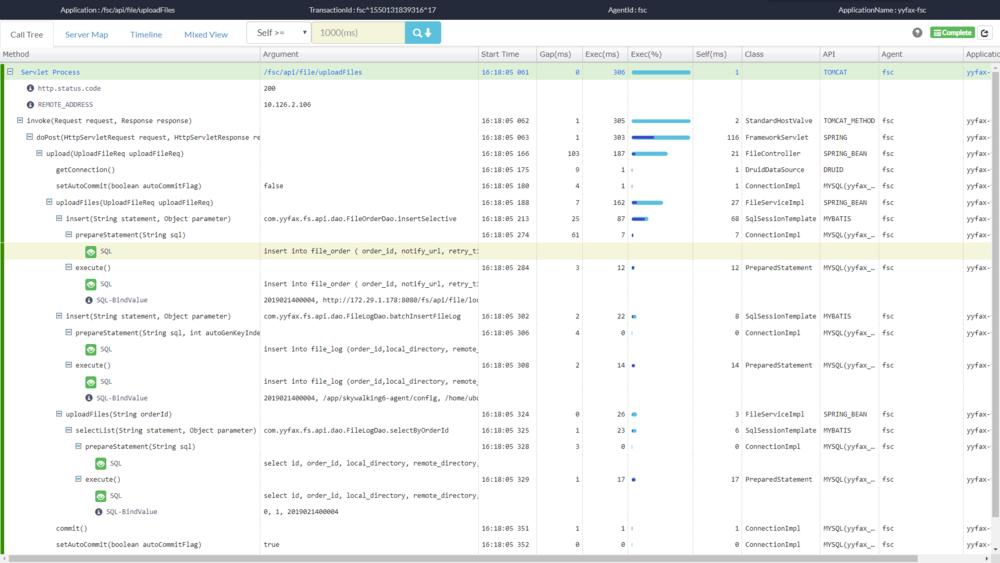 Application : /fsc/api/file/uploadFiles TransactionId : fsc^1550131839316^17 AgentId : fsc ApplicationName : yyfax-fsc
Call Tree Server Map Timeline Mixed View Self >= 1000(ms) Complete
Method Argument Start Time Gap(ms) Exec(ms) Exec(%) Self(ms) Class API Agent Applicatio
Servlet Process /fsc/api/file/uploadFiles 16:18:05 061 0 306 1 TOMCAT fsc yyfax-
http.status.code 200
REMOTE_ADDRESS 10.126.2.106
invoke(Request request, Response response) 16:18:05 062 1 305 2 StandardHostValve TOMCAT_METHOD fsc yyfax-
doPost(HttpServletRequest request, HttpServletResponse re 16:18:05 063 1 303 116 FrameworkServlet SPRING fsc yyfax-
upload(UploadFileReq uploadFileReq) 16:18:05 166 103 187 21 FileController SPRING_BEAN fsc yyfax-
getConnection() 16:18:05 175 9 1 1 DruidDataSource DRUID fsc yyfax-
setAutoCommit(boolean autoCommitFlag) false 16:18:05 180 4 1 1 ConnectionImpl MYSQL(yyfax_… fsc yyfax-
uploadFiles(UploadFileReq uploadFileReq) 16:18:05 188 7 162 27 FileServiceImpl SPRING_BEAN fsc yyfax-
insert(String statement, Object parameter) com.yyfax.fs.api.dao.FileOrderDao.insertSelective 16:18:05 213 25 87 68 SqlSessionTemplate MYBATIS fsc yyfax-
prepareStatement(String sql) 16:18:05 274 61 7 7 ConnectionImpl MYSQL(yyfax_… fsc yyfax-
SQL insert into file_order ( order_id, notify_url, retry_ti
execute() 16:18:05 284 3 12 12 PreparedStatement MYSQL(yyfax_… fsc yyfax-
SQL insert into file_order ( order_id, notify_url, retry_ti
SQL-BindValue 2019021400004, http://172.29.1.178:8080/fs/api/file/loc
insert(String statement, Object parameter) com.yyfax.fs.api.dao.FileLogDao.batchInsertFileLog 16:18:05 302 2 22 8 SqlSessionTemplate MYBATIS fsc yyfax-
prepareStatement(String sql, int autoGenKeyInde 16:18:05 306 4 0 0 ConnectionImpl MYSQL(yyfax_… fsc yyfax-
SQL insert into file_log (order_id,local_directory, remote_
execute() 16:18:05 308 2 14 14 PreparedStatement MYSQL(yyfax_… fsc yyfax-
SQL insert into file_log (order_id,local_directory, remote_
SQL-BindValue 2019021400004, /app/skywalking6-agent/config, /home/ubu
uploadFiles(String orderId) 16:18:05 324 0 26 3 FileServiceImpl SPRING_BEAN fsc yyfax-
selectList(String statement, Object parameter) com.yyfax.fs.api.dao.FileLogDao.selectByOrderId 16:18:05 325 1 23 6 SqlSessionTemplate MYBATIS fsc yyfax-
prepareStatement(String sql) 16:18:05 328 3 0 0 ConnectionImpl MYSQL(yyfax_… fsc yyfax-
SQL select id, order_id, local_directory, remote_directory,
execute() 16:18:05 329 1 17 17 PreparedStatement MYSQL(yyfax_… fsc yyfax-
SQL select id, order_id, local_directory, remote_directory,
SQL-BindValue 0, 1, 2019021400004
commit() 16:18:05 351 1 1 1 ConnectionImpl MYSQL(yyfax_… fsc yyfax-
setAutoCommit(boolean autoCommitFlag) true 16:18:05 352 0 0 0 ConnectionImpl MYSQL(yyfax_… fsc yyfax-